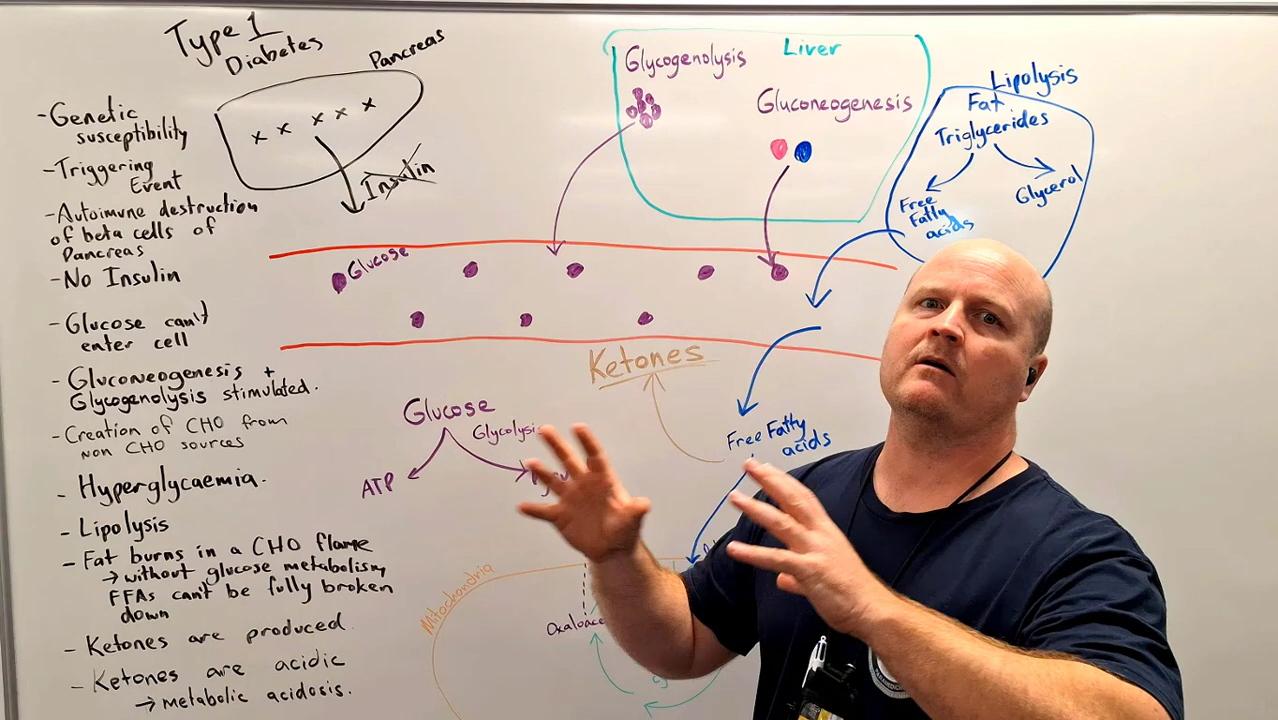 Type 1
Diabetes
Pancreas
Insulin
-Genetic
susceptibility
-Triggering
Event
-Autoimune destruction
of beta cells of
Pancreas
-No Insulin
-Glucose can't
enter cell
-Gluconeogenesis +
Glycogenolysis stimulated.
-Creation of CHO from
non CHO sources
- Hyperglycaemia.
- Lipolysis
- Fat burns in a CHO flame
→ without glucose metabolism,
FFAs can't be fully broken
down
- Ketones are produced
- Ketones are acidic
→ metabolic acidosis.
Liver
Glycogenolysis
Gluconeogenesis
Lipolysis
Fat
Triglycerides
Free
Fatty
acids
Glycerol
Glucose
Ketones
Glucose
Glycolysis
ATP
Free Fatty
acids
Mitochondria